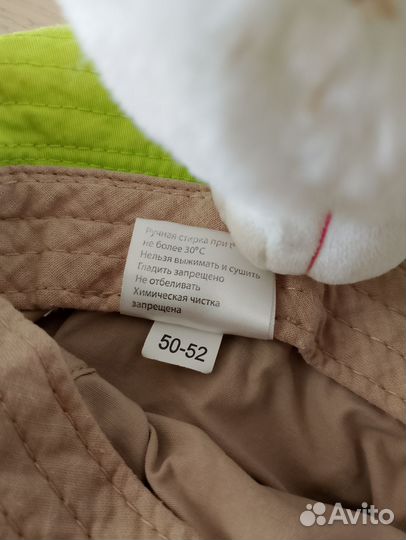 Ручная стирка при t°
не более 30°C
Нельзя выжимать и сушить
Гладить запрещено
Не отбеливать
Химическая чистка
запрещена
50-52
Avito